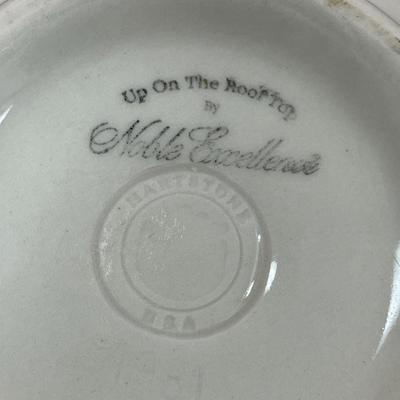 Up On The Roof Top
By
Noble Excellence
HARTSTONE
USA